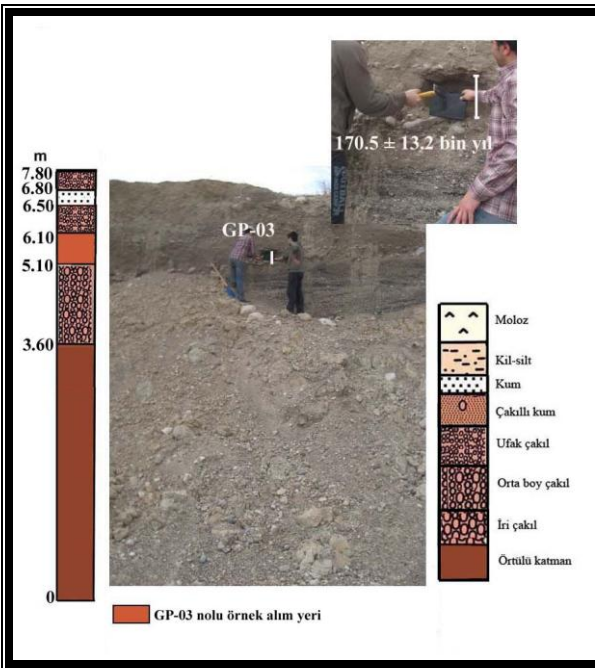 170.5 ± 13.2 bin yıl
GP-03
m
7.80
6.80
6.50
6.10
5.10
3.60
0
Moloz
Kil-silt
Kum
Çakıllı kum
Ufak çakıl
Orta boy çakıl
İri çakıl
Örtülü katman
GP-03 nolu örnek alım yeri